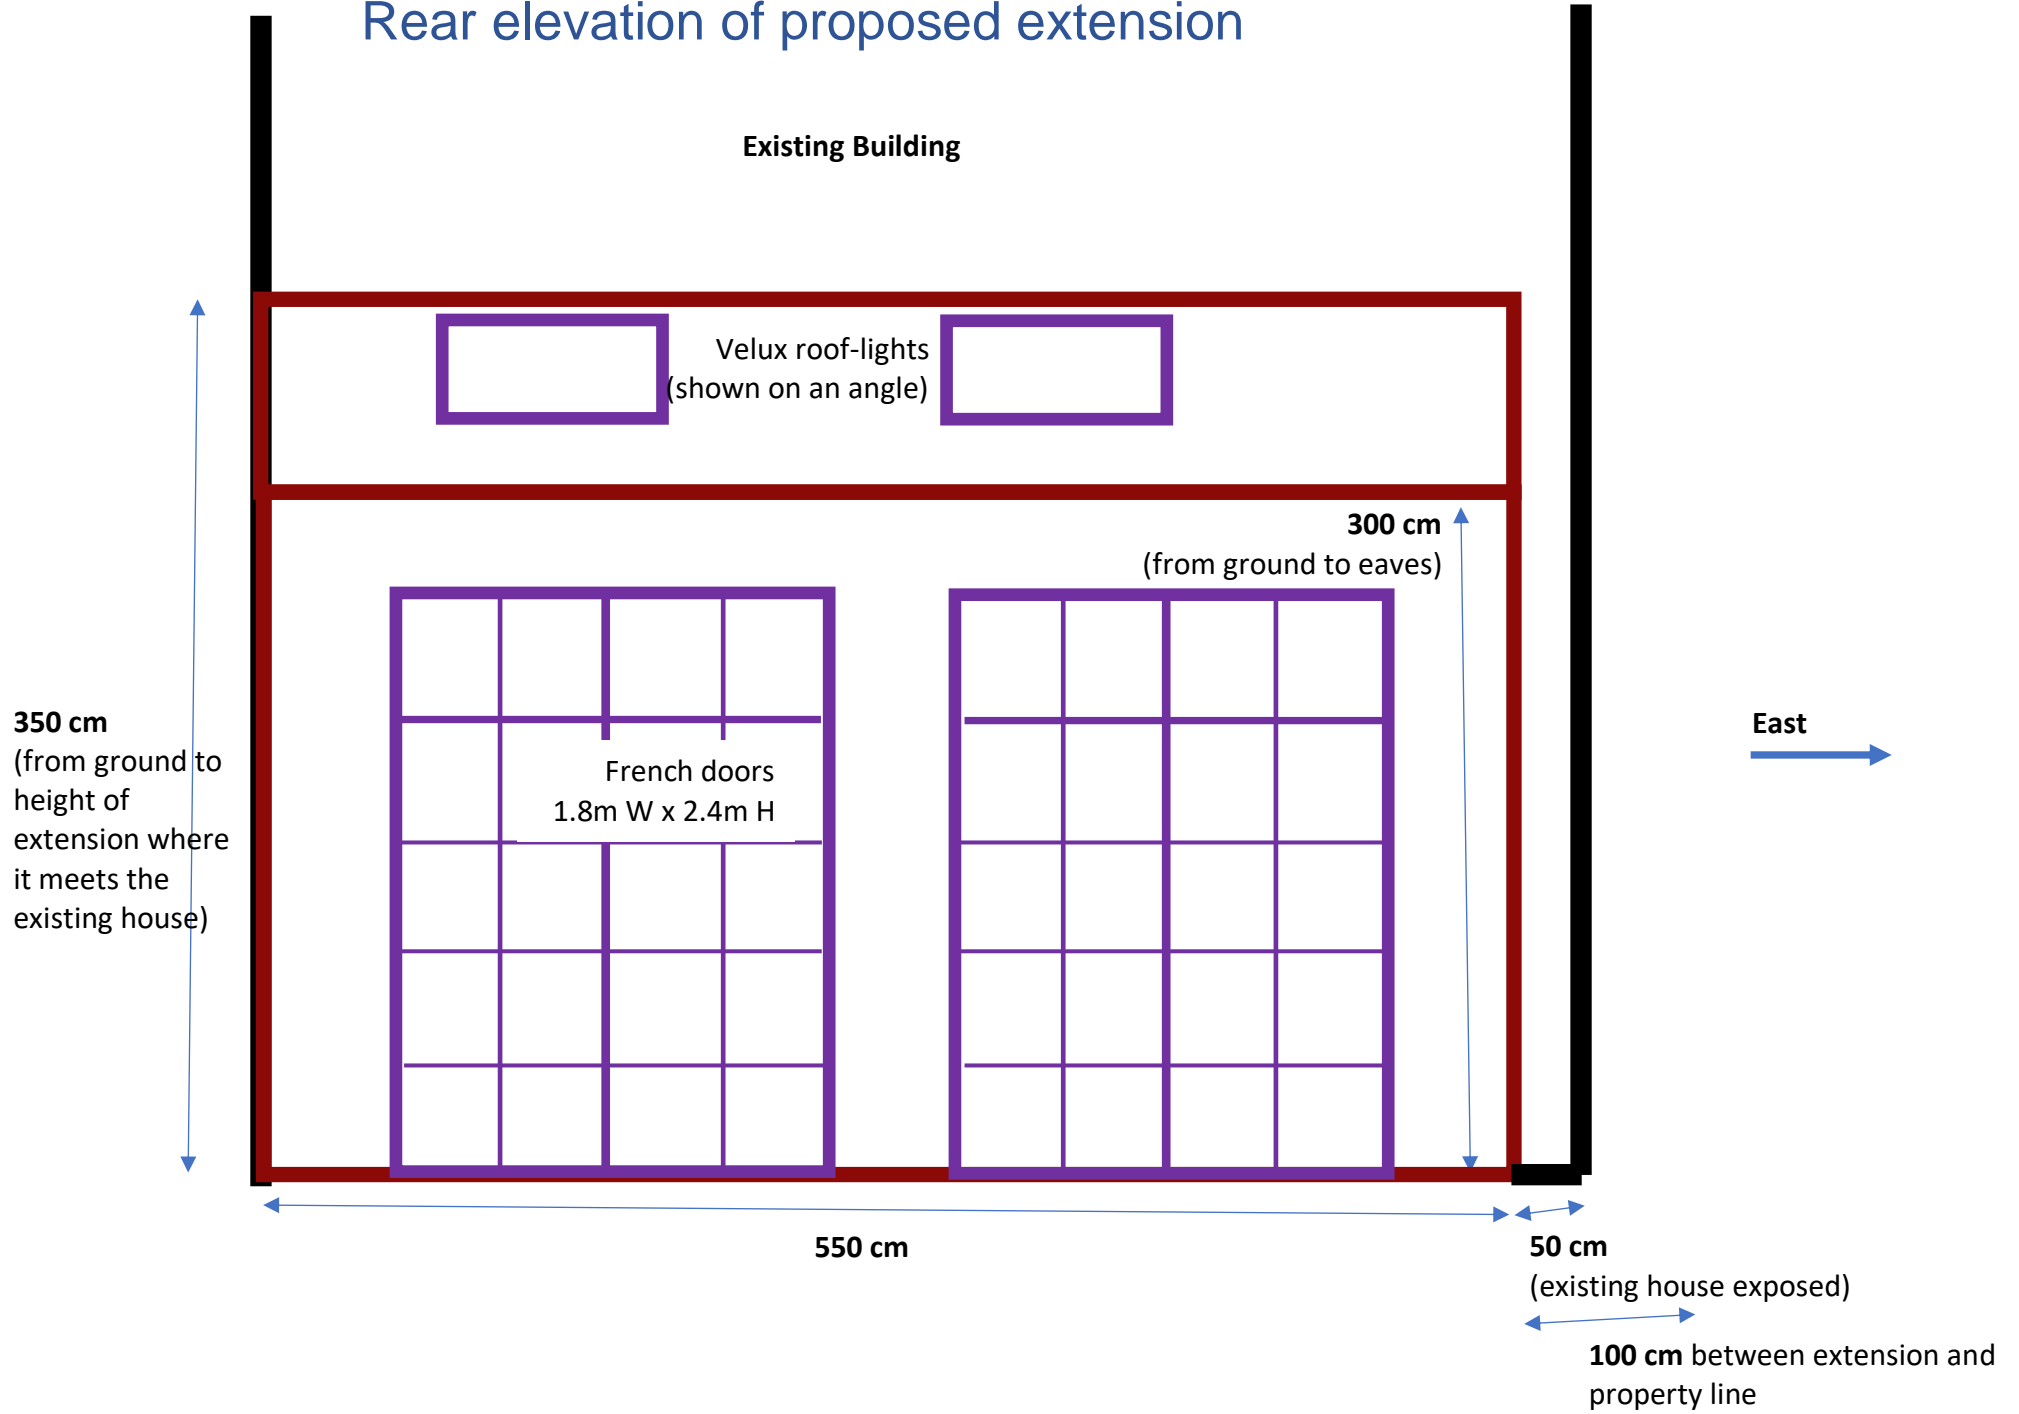 Rear elevation of proposed extension
Existing Building
Velux roof-lights
(shown on an angle)
300 cm
(from ground to eaves)
350 cm
(from ground to
height of
extension where
it meets the
existing house)
French doors
1.8m W x 2.4m H
East
550 cm
50 cm
(existing house exposed)
100 cm between extension and
property line